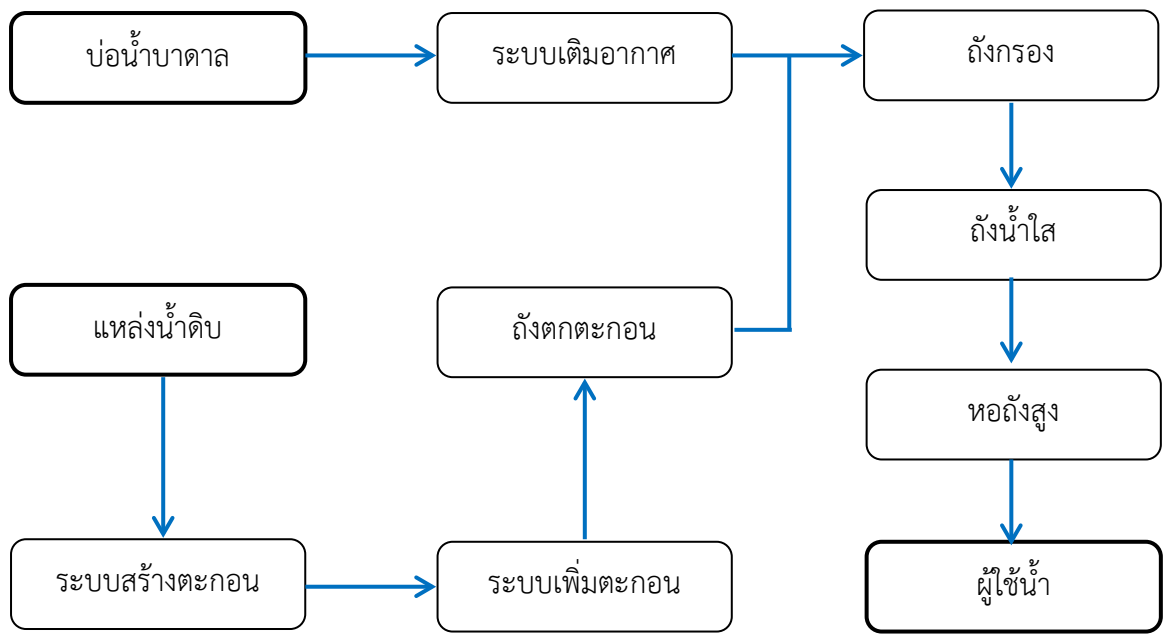 บ่อน้ำบาดาล
ระบบเติมอากาศ
ถังกรอง
ถังน้ำใส
แหล่งน้ำดิบ
ถังตกตะกอน
หอถังสูง
ระบบสร้างตะกอน
ระบบเพิ่มตะกอน
ผู้ใช้น้ำ